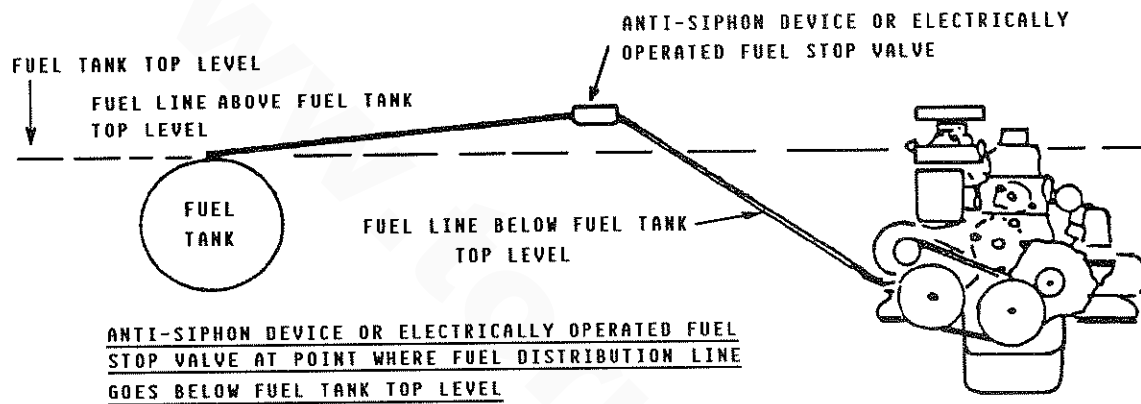 ANTI-SIPHON DEVICE OR ELECTRICALLY
OPERATED FUEL STOP VALVE
FUEL TANK TOP LEVEL
FUEL LINE ABOVE FUEL TANK
TOP LEVEL
FUEL
TANK
FUEL LINE BELOW FUEL TANK
TOP LEVEL
ANTI-SIPHON DEVICE OR ELECTRICALLY OPERATED FUEL
STOP VALVE AT POINT WHERE FUEL DISTRIBUTION LINE
GOES BELOW FUEL TANK TOP LEVEL